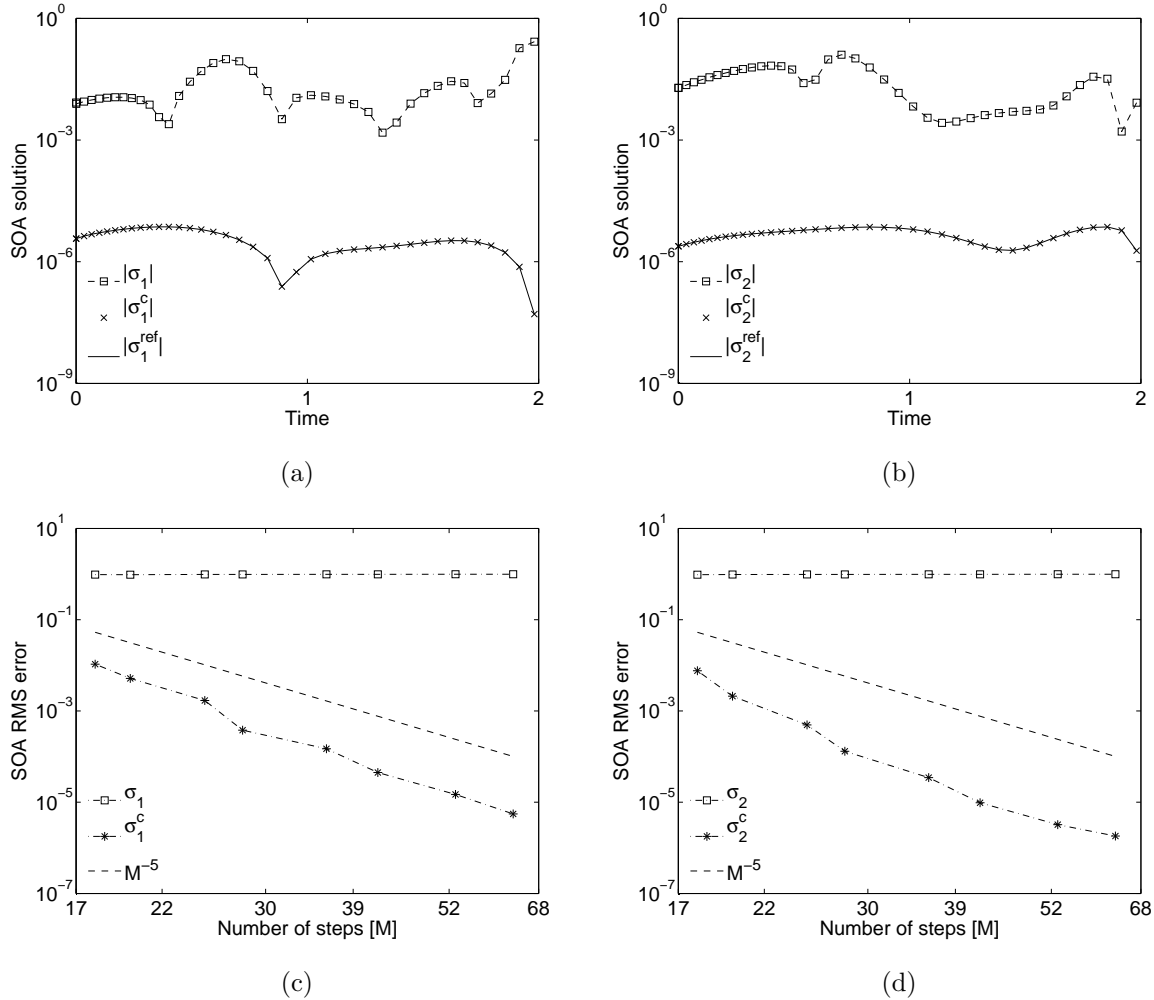 10^0
10^−3
10^−6
10^−9
SOA solution
|σ_1|
|σ_1^c|
|σ_1^ref|
0 1 2
Time
(a)
10^0
10^−3
10^−6
10^−9
SOA solution
|σ_2|
|σ_2^c|
|σ_2^ref|
0 1 2
Time
(b)
10^1
10^−1
10^−3
10^−5
10^−7
SOA RMS error
σ_1
σ_1^c
M^−5
17 22 30 39 52 68
Number of steps [M]
(c)
10^1
10^−1
10^−3
10^−5
10^−7
SOA RMS error
σ_2
σ_2^c
M^−5
17 22 30 39 52 68
Number of steps [M]
(d)